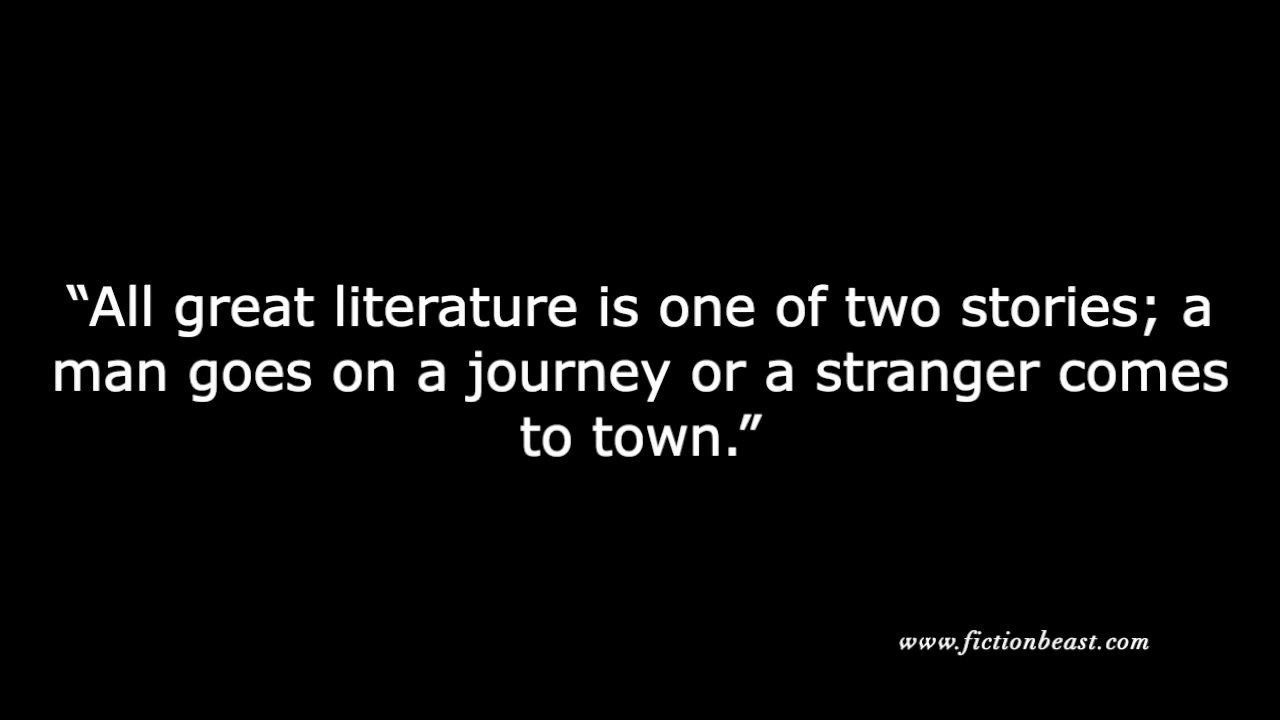 “All great literature is one of two stories; a
man goes on a journey or a stranger comes
to town.”
www.fictionbeast.com